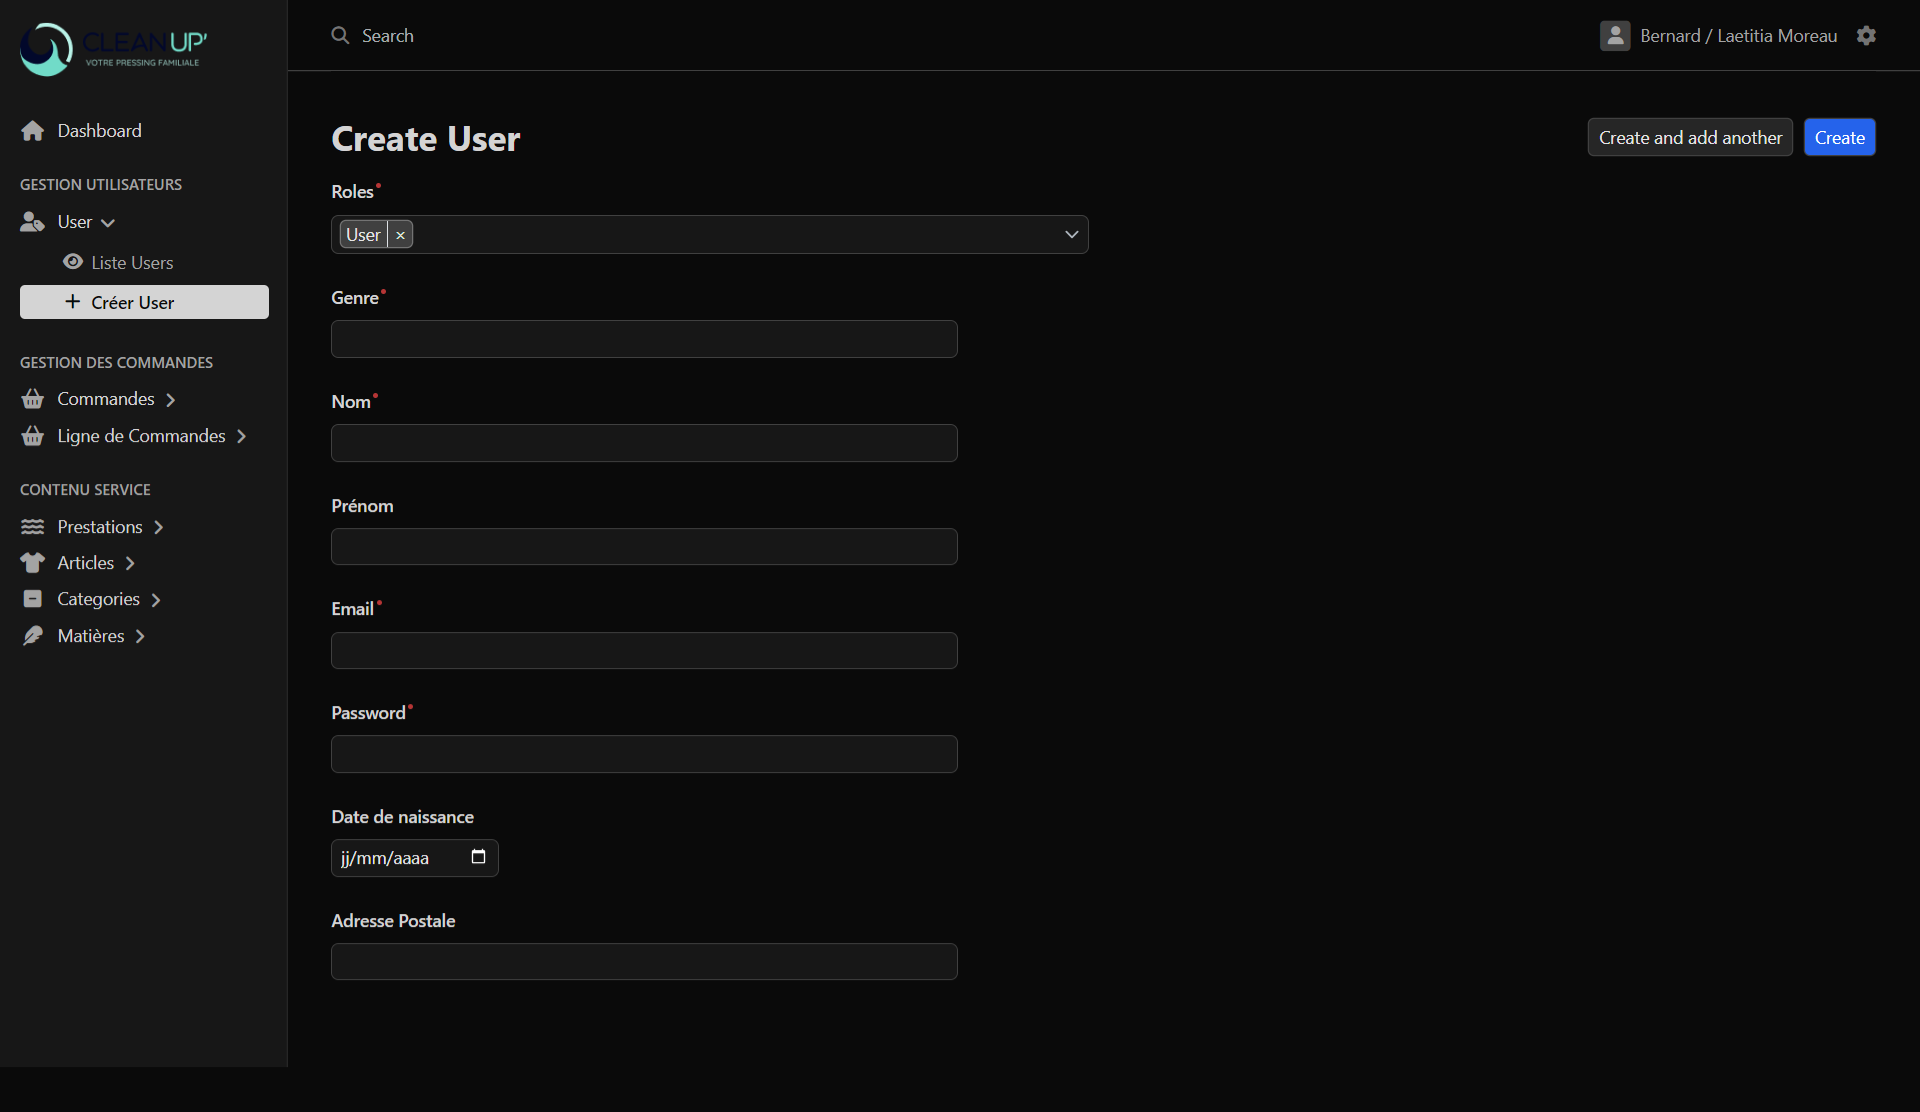 CLEAN UP'
VOTRE PRESSING FAMILIALE
Search
Bernard / Laetitia Moreau
Dashboard
GESTION UTILISATEURS
User
Liste Users
Créer User
GESTION DES COMMANDES
Commandes
Ligne de Commandes
CONTENU SERVICE
Prestations
Articles
Categories
Matières
Create User
Create and add another
Create
Roles
User ×
Genre
Nom
Prénom
Email
Password
Date de naissance
jj/mm/aaaa
Adresse Postale